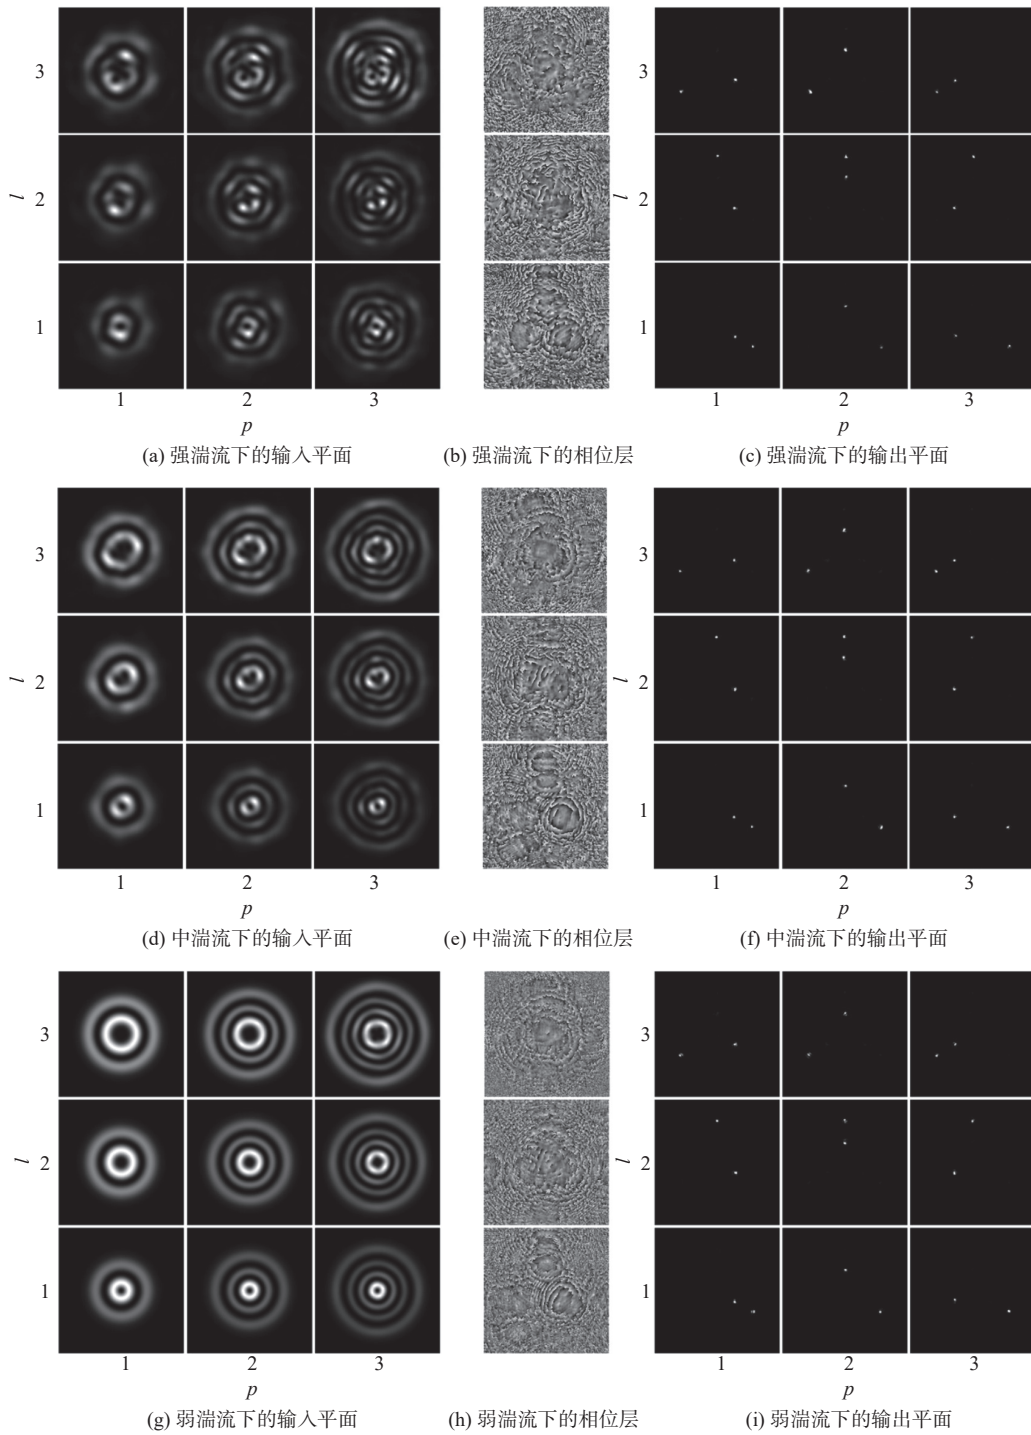 3
3
l
2
l
2
1
1
1
2
3
1
2
3
p
p
(a) 强湍流下的输入平面
(b) 强湍流下的相位层
(c) 强湍流下的输出平面
3
3
l
2
l
2
1
1
1
2
3
1
2
3
p
p
(d) 中湍流下的输入平面
(e) 中湍流下的相位层
(f) 中湍流下的输出平面
3
3
l
2
l
2
1
1
1
2
3
1
2
3
p
p
(g) 弱湍流下的输入平面
(h) 弱湍流下的相位层
(i) 弱湍流下的输出平面